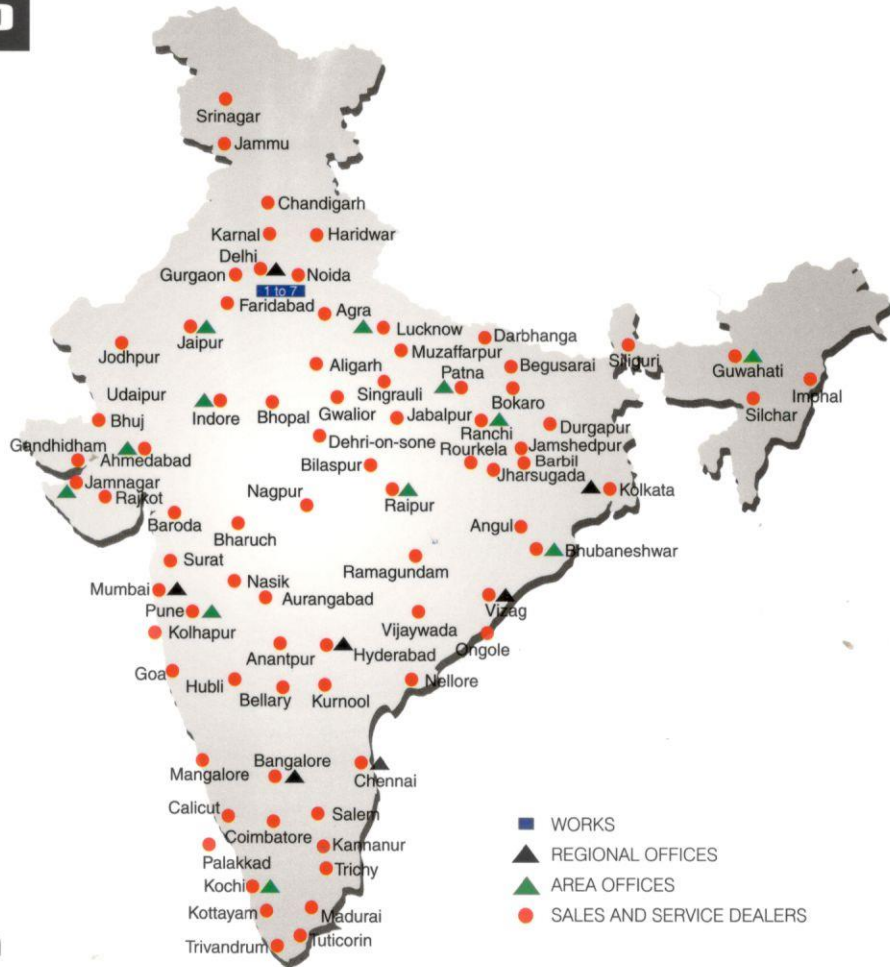 Srinagar
Jammu
Chandigarh
Karnal
Haridwar
Delhi
Gurgaon
Noida
1 to 7
Faridabad
Agra
Jaipur
Lucknow
Darbhanga
Jodhpur
Muzaffarpur
Siliguri
Guwahati
Aligarh
Begusarai
Patna
Imphal
Udaipur
Singrauli
Indore
Bhopal
Gwalior
Bokaro
Silchar
Bhuj
Jabalpur
Ranchi
Durgapur
Gandhidham
Dehri-on-sone
Rourkela
Jamshedpur
Ahmedabad
Bilaspur
Barbil
Jharsugada
Jamnagar
Rajkot
Nagpur
Raipur
Kolkata
Baroda
Bharuch
Angul
Bhubaneshwar
Surat
Ramagundam
Mumbai
Nasik
Aurangabad
Pune
Vizag
Kolhapur
Vijaywada
Ongole
Anantpur
Hyderabad
Goa
Hubli
Bellary
Kurnool
Nellore
Bangalore
Mangalore
Chennai
Calicut
Salem
Coimbatore
Kannanur
Palakkad
Trichy
Kochi
Kottayam
Madurai
Trivandrum
Tuticorin
WORKS
REGIONAL OFFICES
AREA OFFICES
SALES AND SERVICE DEALERS